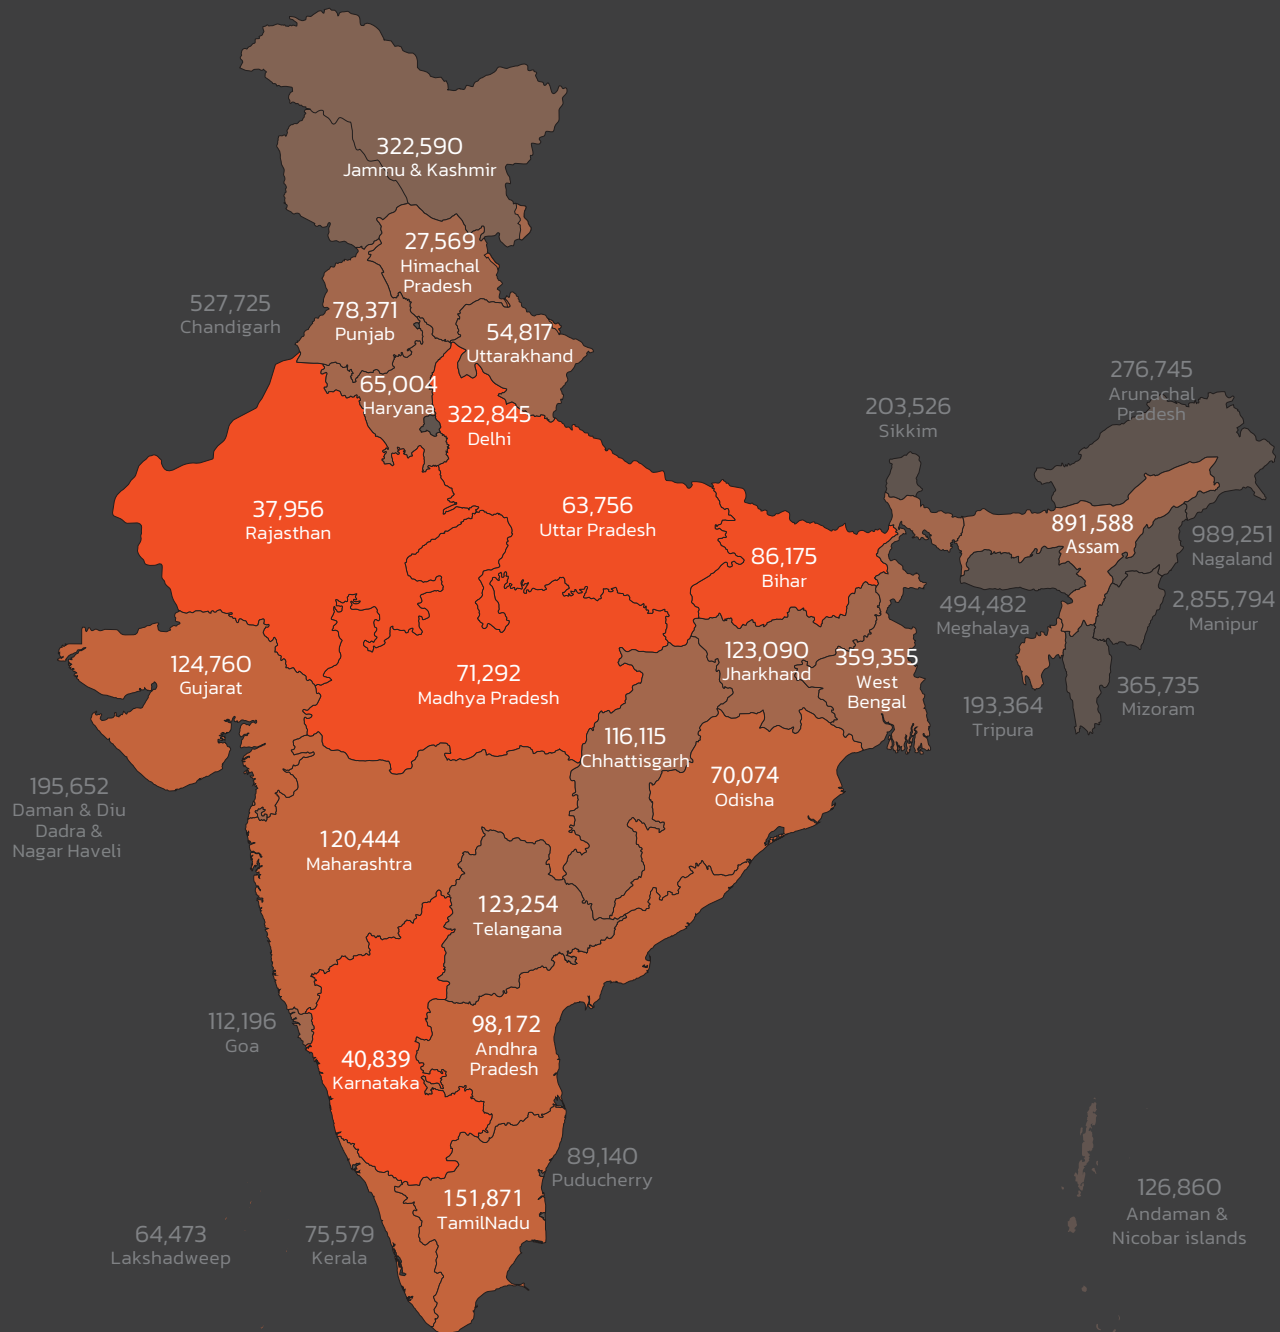 322,590
Jammu & Kashmir
27,569
Himachal
Pradesh
527,725
Chandigarh
78,371
Punjab
54,817
Uttarakhand
65,004
Haryana
322,845
Delhi
276,745
Arunachal
Pradesh
203,526
Sikkim
37,956
Rajasthan
63,756
Uttar Pradesh
86,175
Bihar
891,588
Assam
989,251
Nagaland
494,482
Meghalaya
2,855,794
Manipur
124,760
Gujarat
71,292
Madhya Pradesh
123,090
Jharkhand
359,355
West
Bengal
193,364
Tripura
365,735
Mizoram
116,115
Chhattisgarh
70,074
Odisha
195,652
Daman & Diu
Dadra &
Nagar Haveli
120,444
Maharashtra
123,254
Telangana
112,196
Goa
98,172
Andhra
Pradesh
40,839
Karnataka
89,140
Puducherry
151,871
TamilNadu
64,473
Lakshadweep
75,579
Kerala
126,860
Andaman &
Nicobar islands